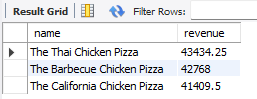 Result Grid Filter Rows:
name revenue
The Thai Chicken Pizza 43434.25
The Barbecue Chicken Pizza 42768
The California Chicken Pizza 41409.5